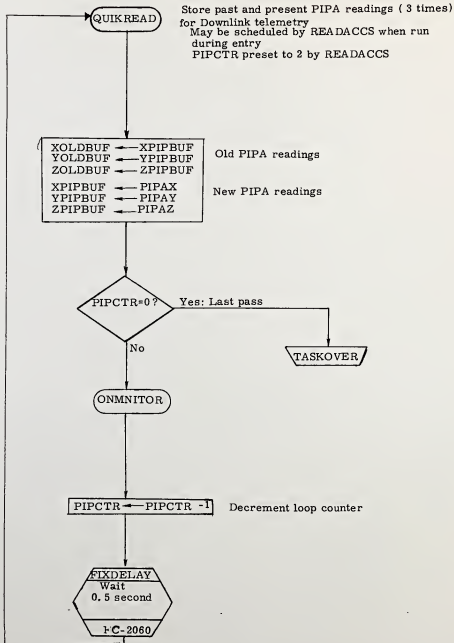 QUIKREAD
Store past and present PIPA readings ( 3 times)
for Downlink telemetry
May be scheduled by READACCS when run
during entry
PIPCTR preset to 2 by READACCS
XOLDBUF ← XPIPBUF
YOLDBUF ← YPIPBUF
ZOLDBUF ← ZPIPBUF
Old PIPA readings
XPIPBUF ← PIPAX
YPIPBUF ← PIPAY
ZPIPBUF ← PIPAZ
New PIPA readings
PIPCTR=0 ?
Yes: Last pass
TASKOVER
No
ONMNITOR
PIPCTR ← PIPCTR -1
Decrement loop counter
FIXDELAY
Wait
0.5 second
FC-2060